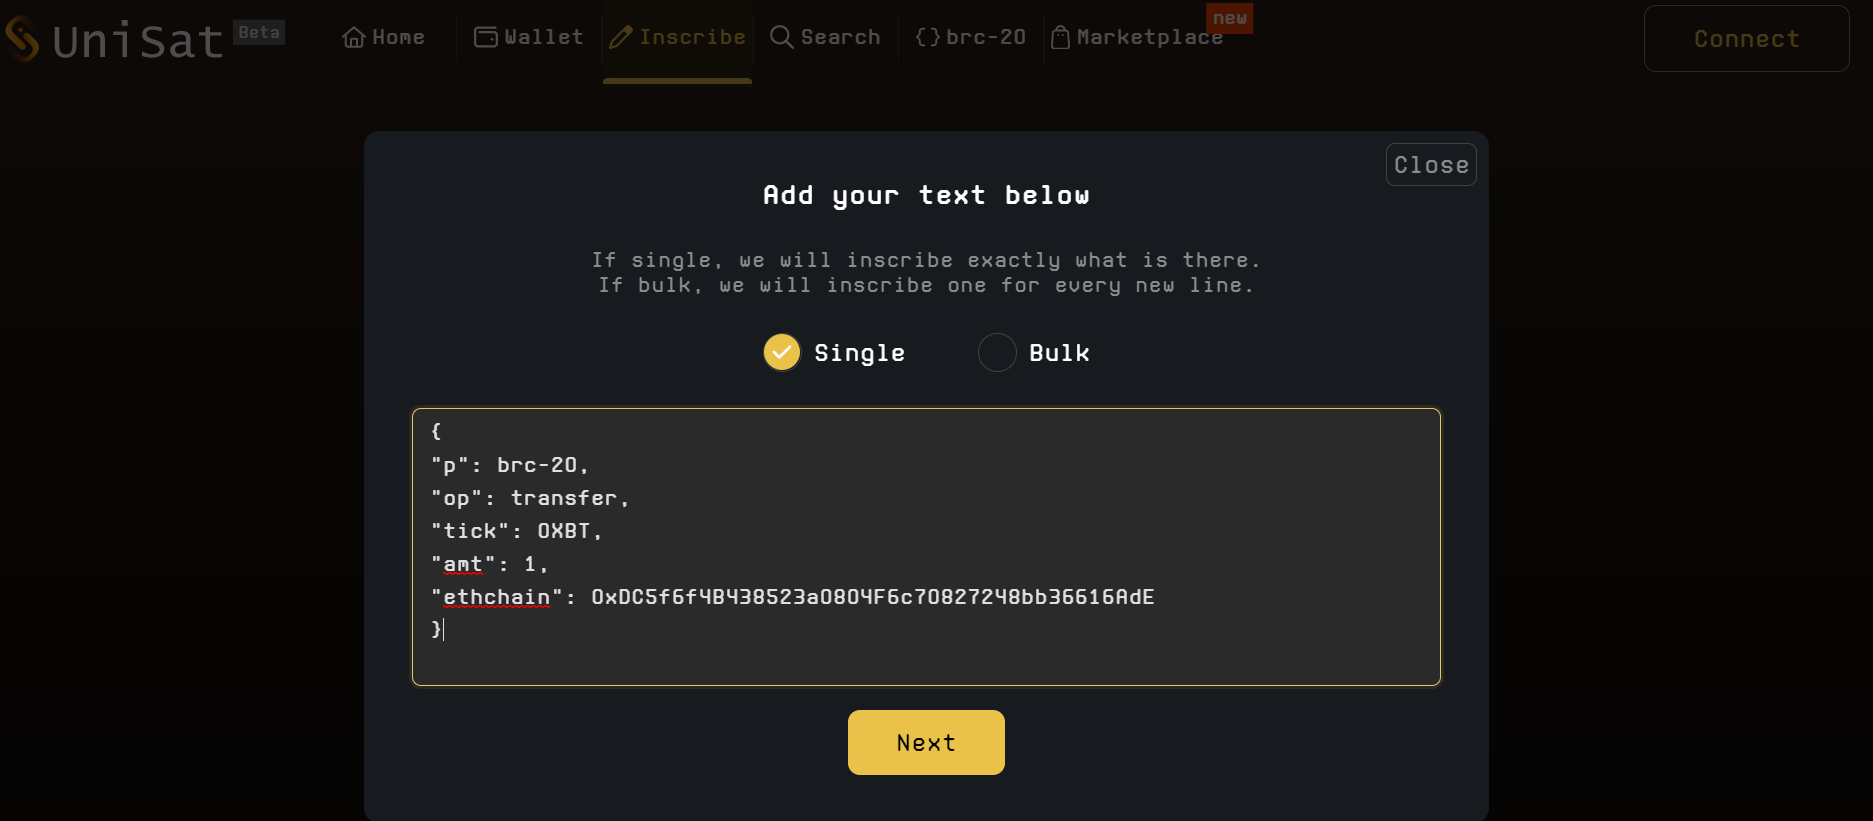 UniSat Beta Home Wallet Inscribe Search {} brc-20 Marketplace new Connect
Close
Add your text below
If single, we will inscribe exactly what is there.
If bulk, we will inscribe one for every new line.
Single Bulk
{
"p": brc-20,
"op": transfer,
"tick": OXBT,
"amt": 1,
"ethchain": 0xDC5f6f4B438523a0804F6c70827248bb36616AdE
}
Next